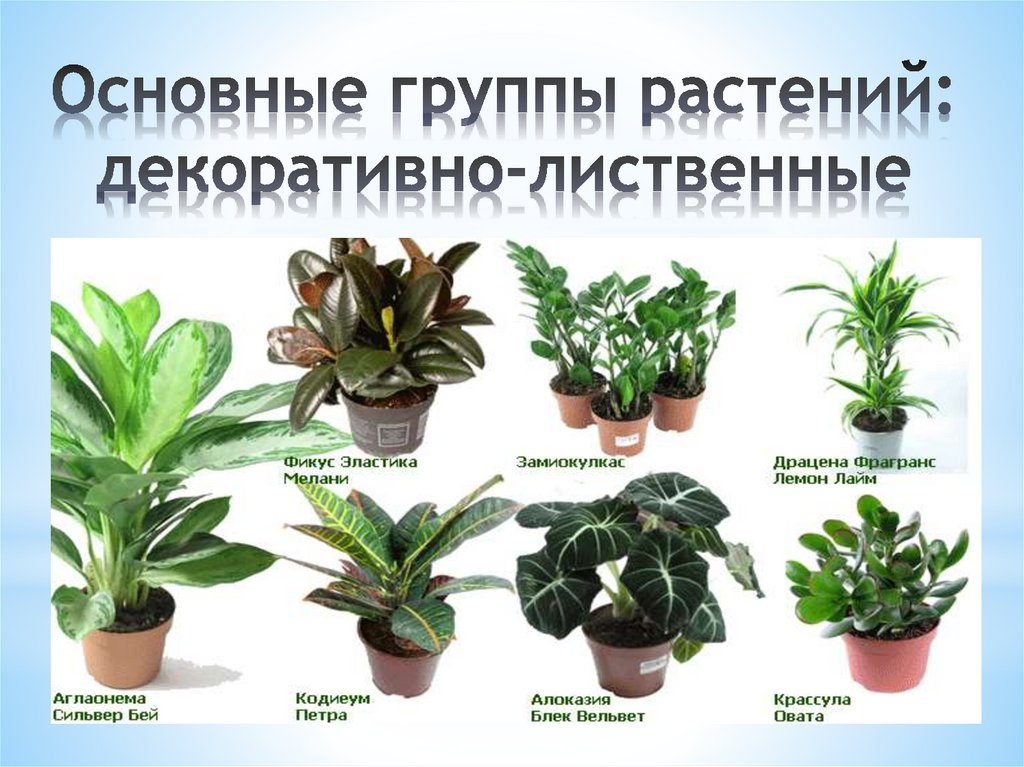 Основные группы растений:
декоративно-лиственные
Фикус Эластика
Мелани
Замиокулкас
Драцена Фрагранс
Лемон Лайм
Аглаонема
Сильвер Бей
Кодиеум
Петра
Алоказия
Блек Вельвет
Крассула
Овата